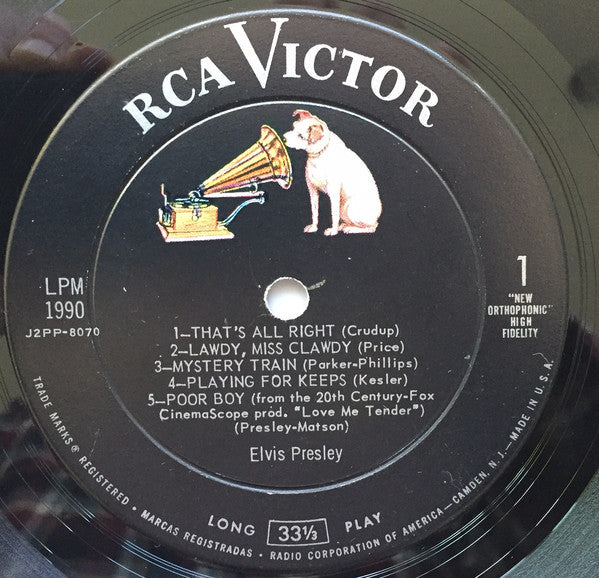 RCA VICTOR
LPM
1990
J2PP-8070
1
"NEW
ORTHOPHONIC"
HIGH
FIDELITY
1—THAT'S ALL RIGHT (Crudup)
2—LAWDY, MISS CLAWDY (Price)
3—MYSTERY TRAIN (Parker-Phillips)
4—PLAYING FOR KEEPS (Kesler)
5—POOR BOY (from the 20th Century-Fox
CinemaScope prod. "Love Me Tender")
(Presley-Matson)
Elvis Presley
LONG 33⅓ PLAY
TRADE MARKS® REGISTERED • MARCAS REGISTRADAS • RADIO CORPORATION OF AMERICA—CAMDEN, N.J.—MADE IN U.S.A.